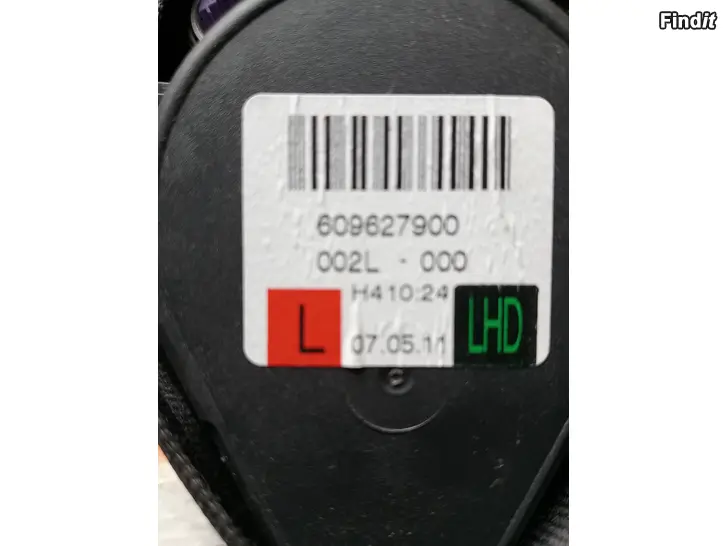 Findit
609627900
002L - 000
H410:24
L
07.05.11
LHD